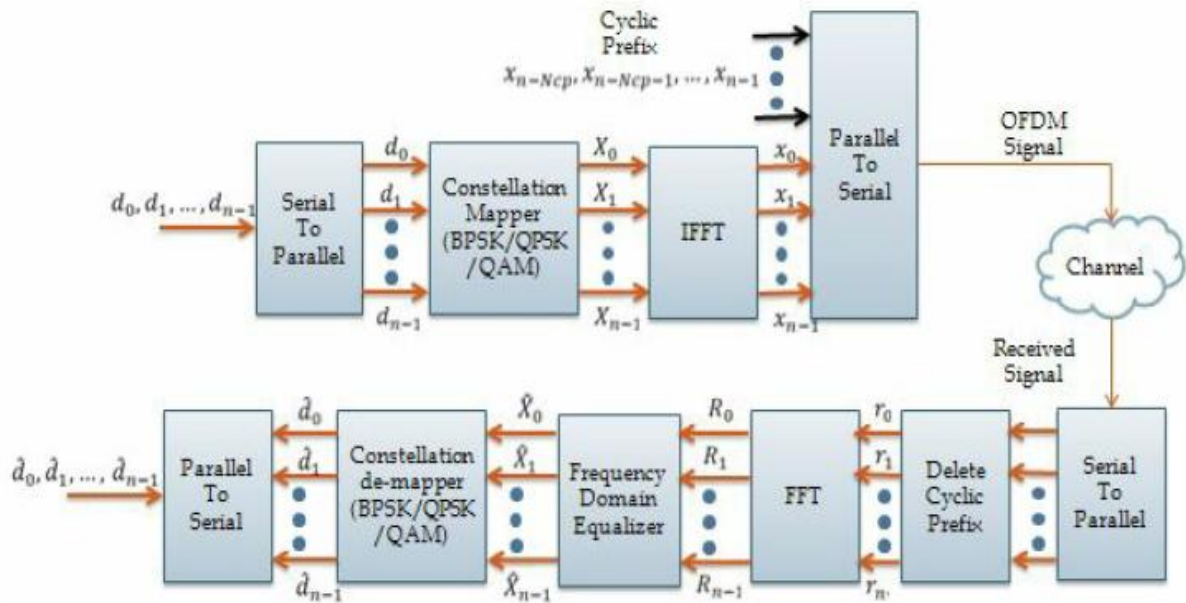 Cyclic
Prefix
x_{n=Ncp}, x_{n=Ncp=1}, ..., x_{n=1}
OFDM
Signal
d_0, d_1, ..., d_{n-1}
Serial
To
Parallel
d_0
d_1
d_{n-1}
Constellation
Mapper
(BPSK/QPSK
/QAM)
X_0
X_1
X_{n-1}
IFFT
x_0
x_1
x_{n-1}
Parallel
To
Serial
Channel
Received
Signal
d̂_0, d̂_1, ..., d̂_{n-1}
Parallel
To
Serial
d̂_0
d̂_1
d̂_{n-1}
Constellation
de-mapper
(BPSK/QPSK
/QAM)
X̂_0
X̂_1
X̂_{n-1}
Frequency
Domain
Equalizer
R_0
R_1
R_{n-1}
FFT
r_0
r_1
r_n.
Delete
Cyclic
Prefix
Serial
To
Parallel